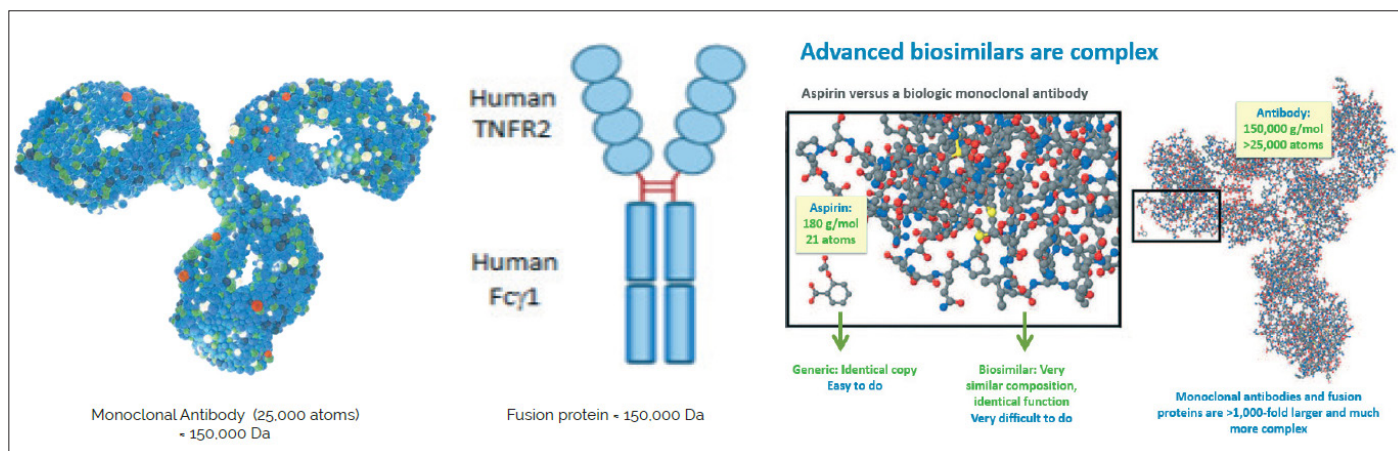 Monoclonal Antibody (25,000 atoms)
≈ 150,000 Da
Human
TNFR2
Human
Fcγ1
Fusion protein ≈ 150,000 Da
Advanced biosimilars are complex
Aspirin versus a biologic monoclonal antibody
Aspirin:
180 g/mol
21 atoms
Generic: Identical copy
Easy to do
Biosimilar: Very
similar composition,
identical function
Very difficult to do
Antibody:
150,000 g/mol
>25,000 atoms
Monoclonal antibodies and fusion
proteins are >1,000-fold larger and much
more complex